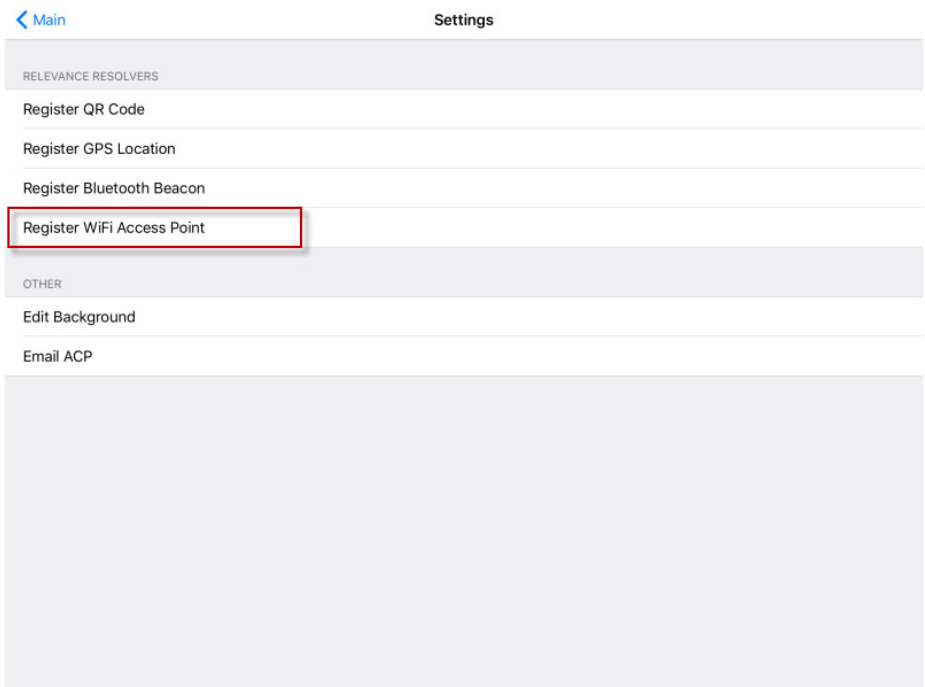 Main
Settings
RELEVANCE RESOLVERS
Register QR Code
Register GPS Location
Register Bluetooth Beacon
Register WiFi Access Point
OTHER
Edit Background
Email ACP